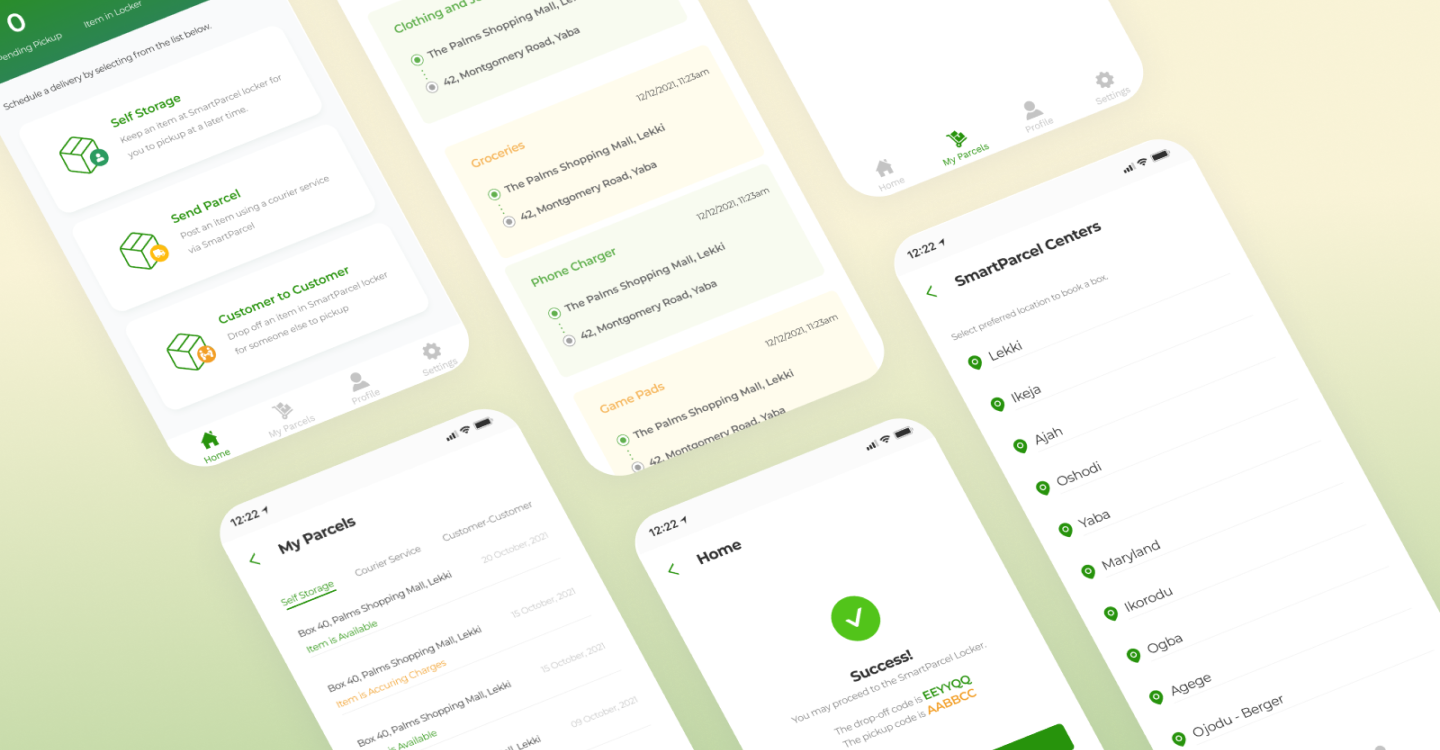 0
Pending Pickup
Item in Locker
Schedule a delivery by selecting from the list below.
Self Storage
Keep an item at SmartParcel locker for
you to pickup at a later time.
Send Parcel
Post an item using a courier service
via SmartParcel
Customer to Customer
Drop off an item in SmartParcel locker
for someone else to pickup
Home
My Parcels
Profile
Settings
Clothing and
The Palms Shopping Mall,
42, Montgomery Road, Yaba
Groceries
12/12/2021, 11:23am
The Palms Shopping Mall, Lekki
42, Montgomery Road, Yaba
Phone Charger
12/12/2021, 11:23am
The Palms Shopping Mall, Lekki
42, Montgomery Road, Yaba
Game Pads
12/12/2021, 11:23am
The Palms Shopping Mall, Lekki
42, Montgomery Road, Yaba
Home
My Parcels
Profile
Settings
12:22
SmartParcel Centers
Select preferred location to book a box.
Lekki
Ikeja
Ajah
Oshodi
Yaba
Maryland
Ikorodu
Ogba
Agege
Ojodu - Berger
12:22
My Parcels
Self Storage
Courier Service
Customer-Customer
Box 40, Palms Shopping Mall, Lekki
20 October, 2021
Item is Available
Box 40, Palms Shopping Mall, Lekki
15 October, 2021
Item is Accuring Charges
Box 40, Palms Shopping Mall, Lekki
15 October, 2021
is Available
Mall, Lekki
09 October, 2021
12:22
Home
Success!
You may proceed to the SmartParcel Locker.
The drop-off code is EEYYQQ
The pickup code is AABBCC